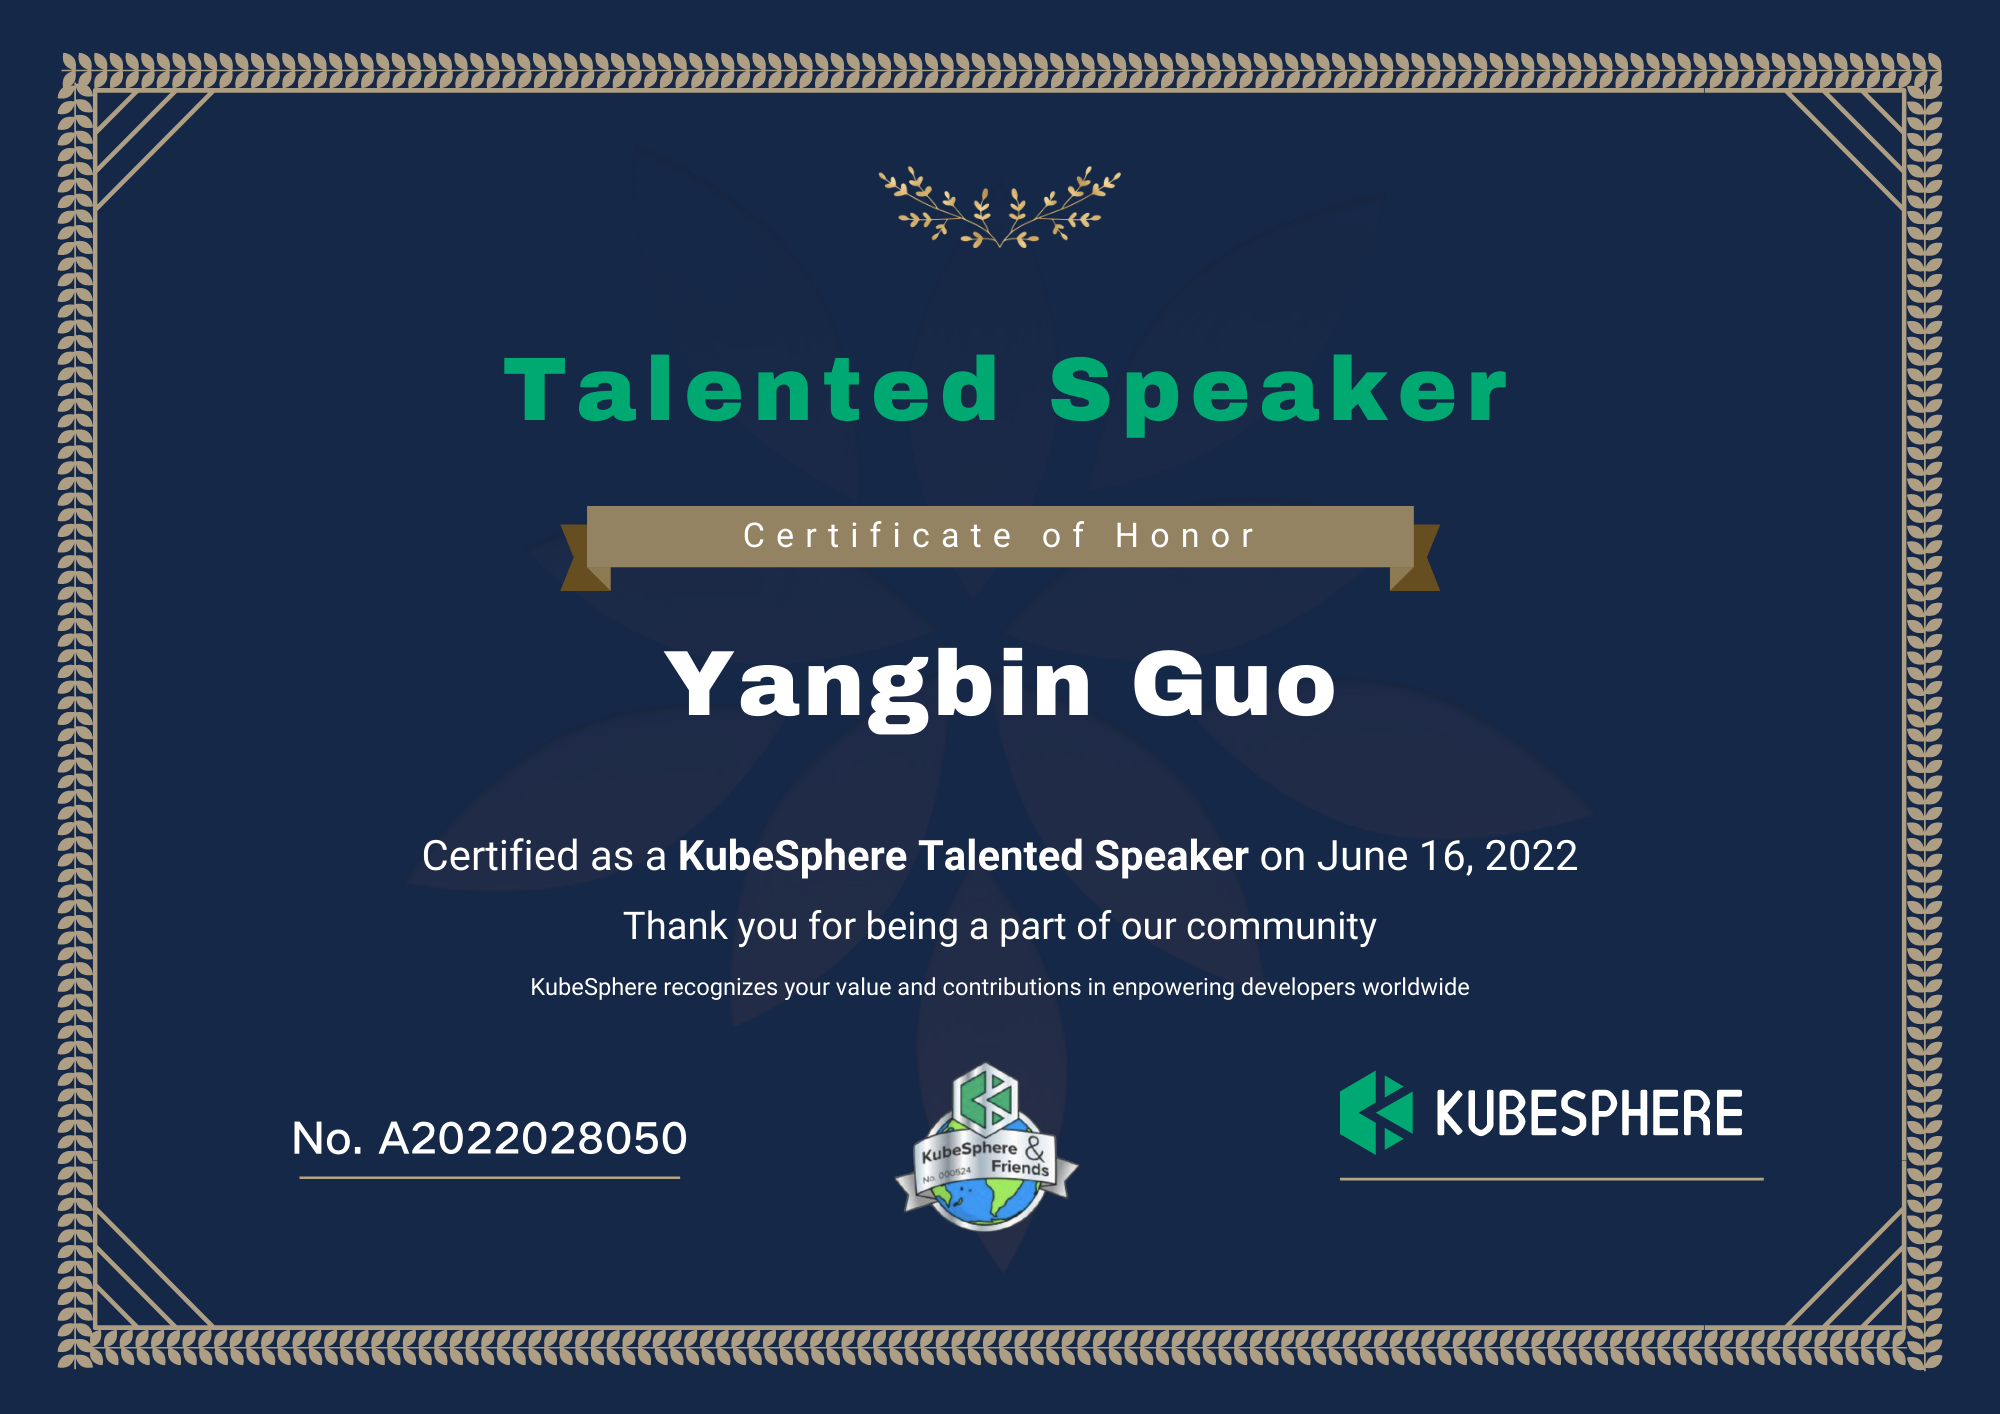 Talented Speaker
Certificate of Honor
Yangbin Guo
Certified as a KubeSphere Talented Speaker on June 16, 2022
Thank you for being a part of our community
KubeSphere recognizes your value and contributions in enpowering developers worldwide
No. A2022028050
KubeSphere &
Friends
No. 000524
KUBESPHERE